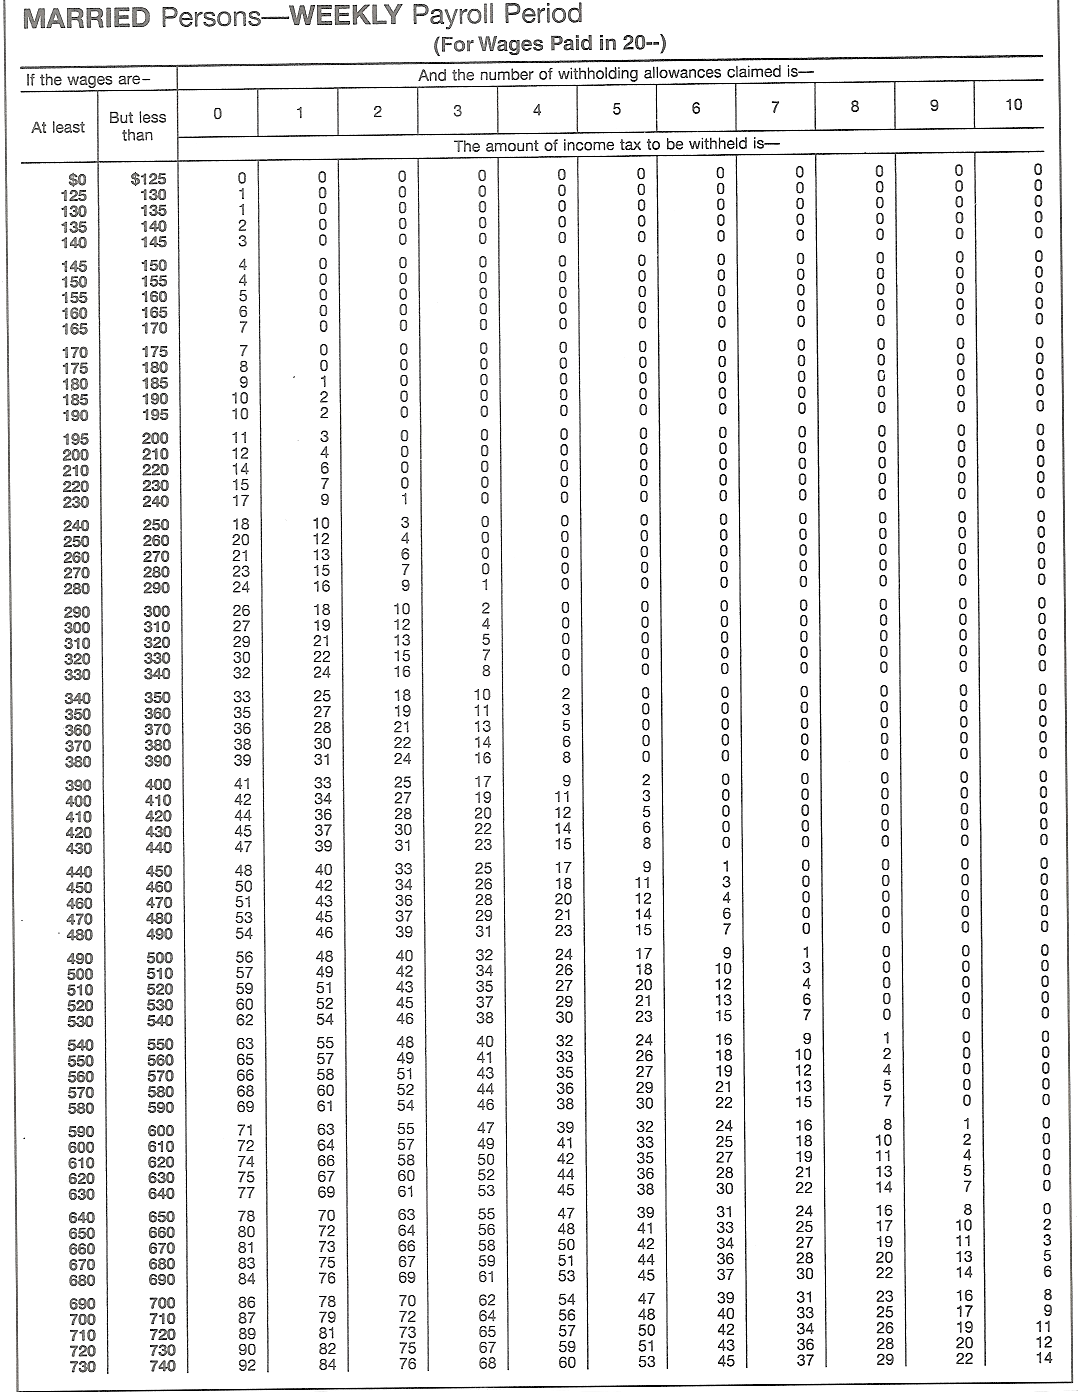 MARRIED Persons—WEEKLY Payroll Period
(For Wages Paid in 20--)
If the wages are– And the number of withholding allowances claimed is—
At least But less than 0 1 2 3 4 5 6 7 8 9 10
The amount of income tax to be withheld is—
$0 $125 0 0 0 0 0 0 0 0 0 0 0
125 130 1 0 0 0 0 0 0 0 0 0 0
130 135 1 0 0 0 0 0 0 0 0 0 0
135 140 2 0 0 0 0 0 0 0 0 0 0
140 145 3 0 0 0 0 0 0 0 0 0 0
145 150 4 0 0 0 0 0 0 0 0 0 0
150 155 4 0 0 0 0 0 0 0 0 0 0
155 160 5 0 0 0 0 0 0 0 0 0 0
160 165 6 0 0 0 0 0 0 0 0 0 0
165 170 7 0 0 0 0 0 0 0 0 0 0
170 175 7 0 0 0 0 0 0 0 0 0 0
175 180 8 0 0 0 0 0 0 0 0 0 0
180 185 9 1 0 0 0 0 0 0 0 0 0
185 190 10 2 0 0 0 0 0 0 0 0 0
190 195 10 2 0 0 0 0 0 0 0 0 0
195 200 11 3 0 0 0 0 0 0 0 0 0
200 210 12 4 0 0 0 0 0 0 0 0 0
210 220 14 6 0 0 0 0 0 0 0 0 0
220 230 15 7 0 0 0 0 0 0 0 0 0
230 240 17 9 1 0 0 0 0 0 0 0 0
240 250 18 10 3 0 0 0 0 0 0 0 0
250 260 20 12 4 0 0 0 0 0 0 0 0
260 270 21 13 6 0 0 0 0 0 0 0 0
270 280 23 15 7 0 0 0 0 0 0 0 0
280 290 24 16 9 1 0 0 0 0 0 0 0
290 300 26 18 10 2 0 0 0 0 0 0 0
300 310 27 19 12 4 0 0 0 0 0 0 0
310 320 29 21 13 5 0 0 0 0 0 0 0
320 330 30 22 15 7 0 0 0 0 0 0 0
330 340 32 24 16 8 0 0 0 0 0 0 0
340 350 33 25 18 10 2 0 0 0 0 0 0
350 360 35 27 19 11 3 0 0 0 0 0 0
360 370 36 28 21 13 5 0 0 0 0 0 0
370 380 38 30 22 14 6 0 0 0 0 0 0
380 390 39 31 24 16 8 0 0 0 0 0 0
390 400 41 33 25 17 9 2 0 0 0 0 0
400 410 42 34 27 19 11 3 0 0 0 0 0
410 420 44 36 28 20 12 5 0 0 0 0 0
420 430 45 37 30 22 14 6 0 0 0 0 0
430 440 47 39 31 23 15 8 0 0 0 0 0
440 450 48 40 33 25 17 9 1 0 0 0 0
450 460 50 42 34 26 18 11 3 0 0 0 0
460 470 51 43 36 28 20 12 4 0 0 0 0
470 480 53 45 37 29 21 14 6 0 0 0 0
480 490 54 46 39 31 23 15 7 0 0 0 0
490 500 56 48 40 32 24 17 9 1 0 0 0
500 510 57 49 42 34 26 18 10 3 0 0 0
510 520 59 51 43 35 27 20 12 4 0 0 0
520 530 60 52 45 37 29 21 13 6 0 0 0
530 540 62 54 46 38 30 23 15 7 0 0 0
540 550 63 55 48 40 32 24 16 9 1 0 0
550 560 65 57 49 41 33 26 18 10 2 0 0
560 570 66 58 51 43 35 27 19 12 4 0 0
570 580 68 60 52 44 36 29 21 13 5 0 0
580 590 69 61 54 46 38 30 22 15 7 0 0
590 600 71 63 55 47 39 32 24 16 8 1 0
600 610 72 64 57 49 41 33 25 18 10 2 0
610 620 74 66 58 50 42 35 27 19 11 4 0
620 630 75 67 60 52 44 36 28 21 13 5 0
630 640 77 69 61 53 45 38 30 22 14 7 0
640 650 78 70 63 55 47 39 31 24 16 8 0
650 660 80 72 64 56 48 41 33 25 17 10 2
660 670 81 73 66 58 50 42 34 27 19 11 3
670 680 83 75 67 59 51 44 36 28 20 13 5
680 690 84 76 69 61 53 45 37 30 22 14 6
690 700 86 78 70 62 54 47 39 31 23 16 8
700 710 87 79 72 64 56 48 40 33 25 17 9
710 720 89 81 73 65 57 50 42 34 26 19 11
720 730 90 82 75 67 59 51 43 36 28 20 12
730 740 92 84 76 68 60 53 45 37 29 22 14